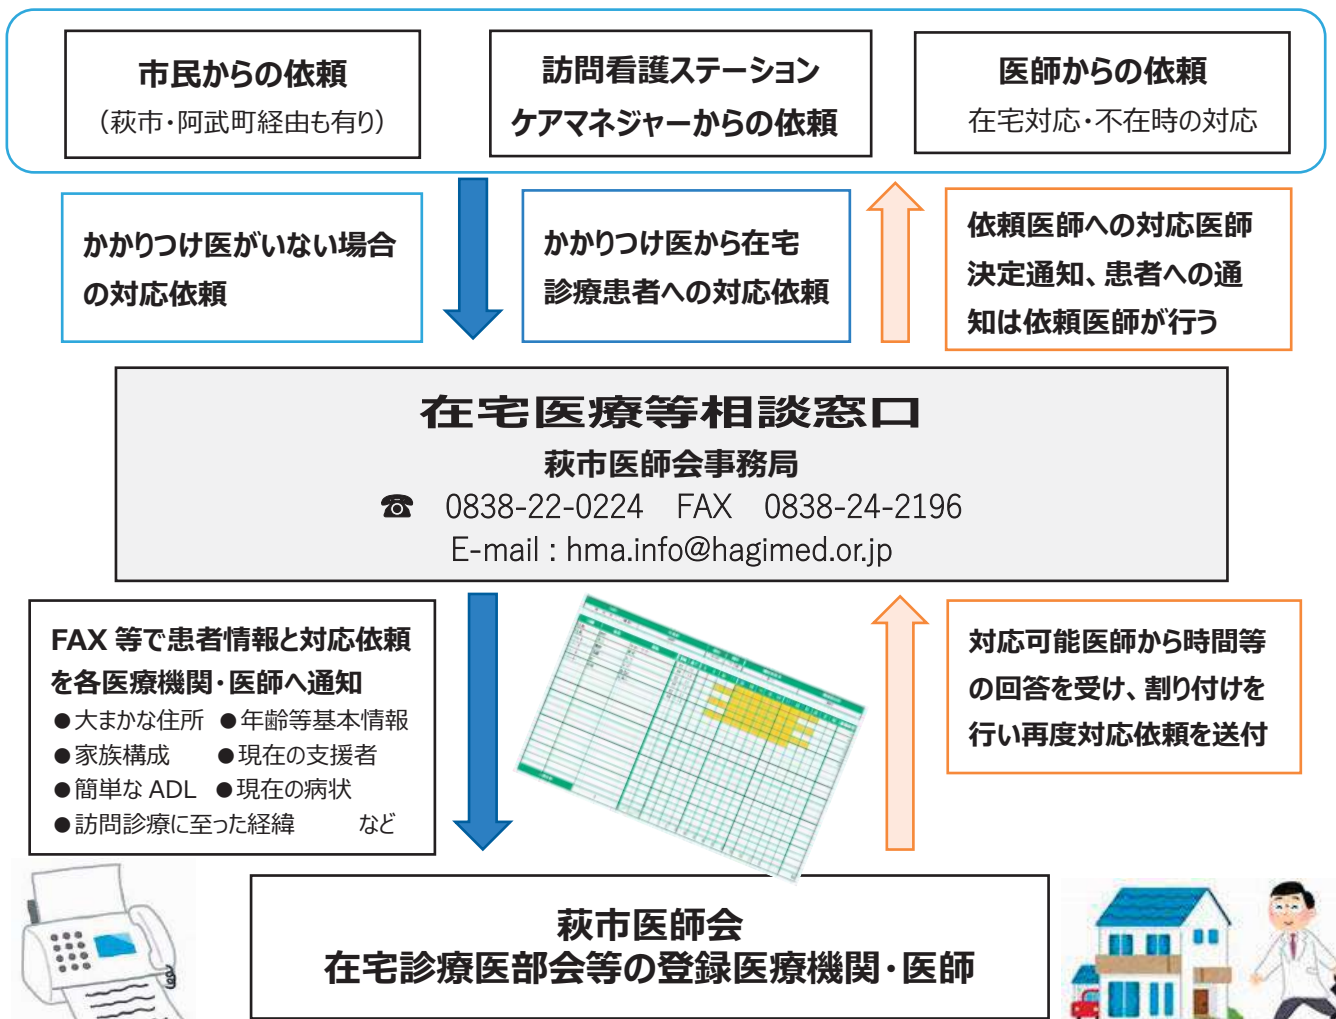 市民からの依頼
（萩市・阿武町経由も有り）
訪問看護ステーション
ケアマネジャーからの依頼
医師からの依頼
在宅対応・不在時の対応
かかりつけ医がいない場合
の対応依頼
かかりつけ医から在宅
診療患者への対応依頼
依頼医師への対応医師
決定通知、患者への通
知は依頼医師が行う
在宅医療等相談窓口
萩市医師会事務局
☎ 0838-22-0224 FAX 0838-24-2196
E-mail : hma.info@hagimed.or.jp
FAX 等で患者情報と対応依頼
を各医療機関・医師へ通知
●大まかな住所 ●年齢等基本情報
●家族構成 ●現在の支援者
●簡単な ADL ●現在の病状
●訪問診療に至った経緯 など
対応可能医師から時間等
の回答を受け、割り付けを
行い再度対応依頼を送付
萩市医師会
在宅診療医部会等の登録医療機関・医師